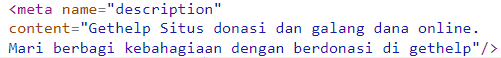 <meta name="description"
content="Gethelp Situs donasi dan galang dana online.
Mari berbagi kebahagiaan dengan berdonasi di gethelp"/>